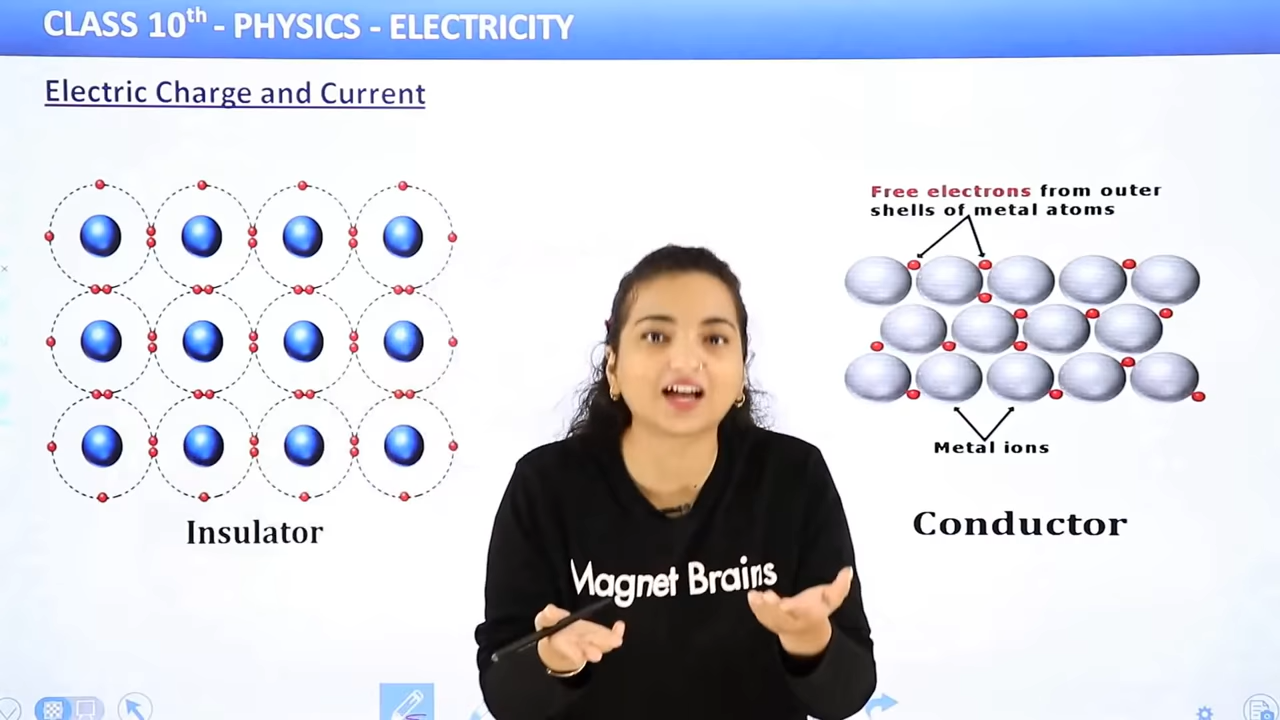 CLASS 10th - PHYSICS - ELECTRICITY
Electric Charge and Current
Free electrons from outer
shells of metal atoms
Metal ions
Insulator
Conductor
Magnet Brains